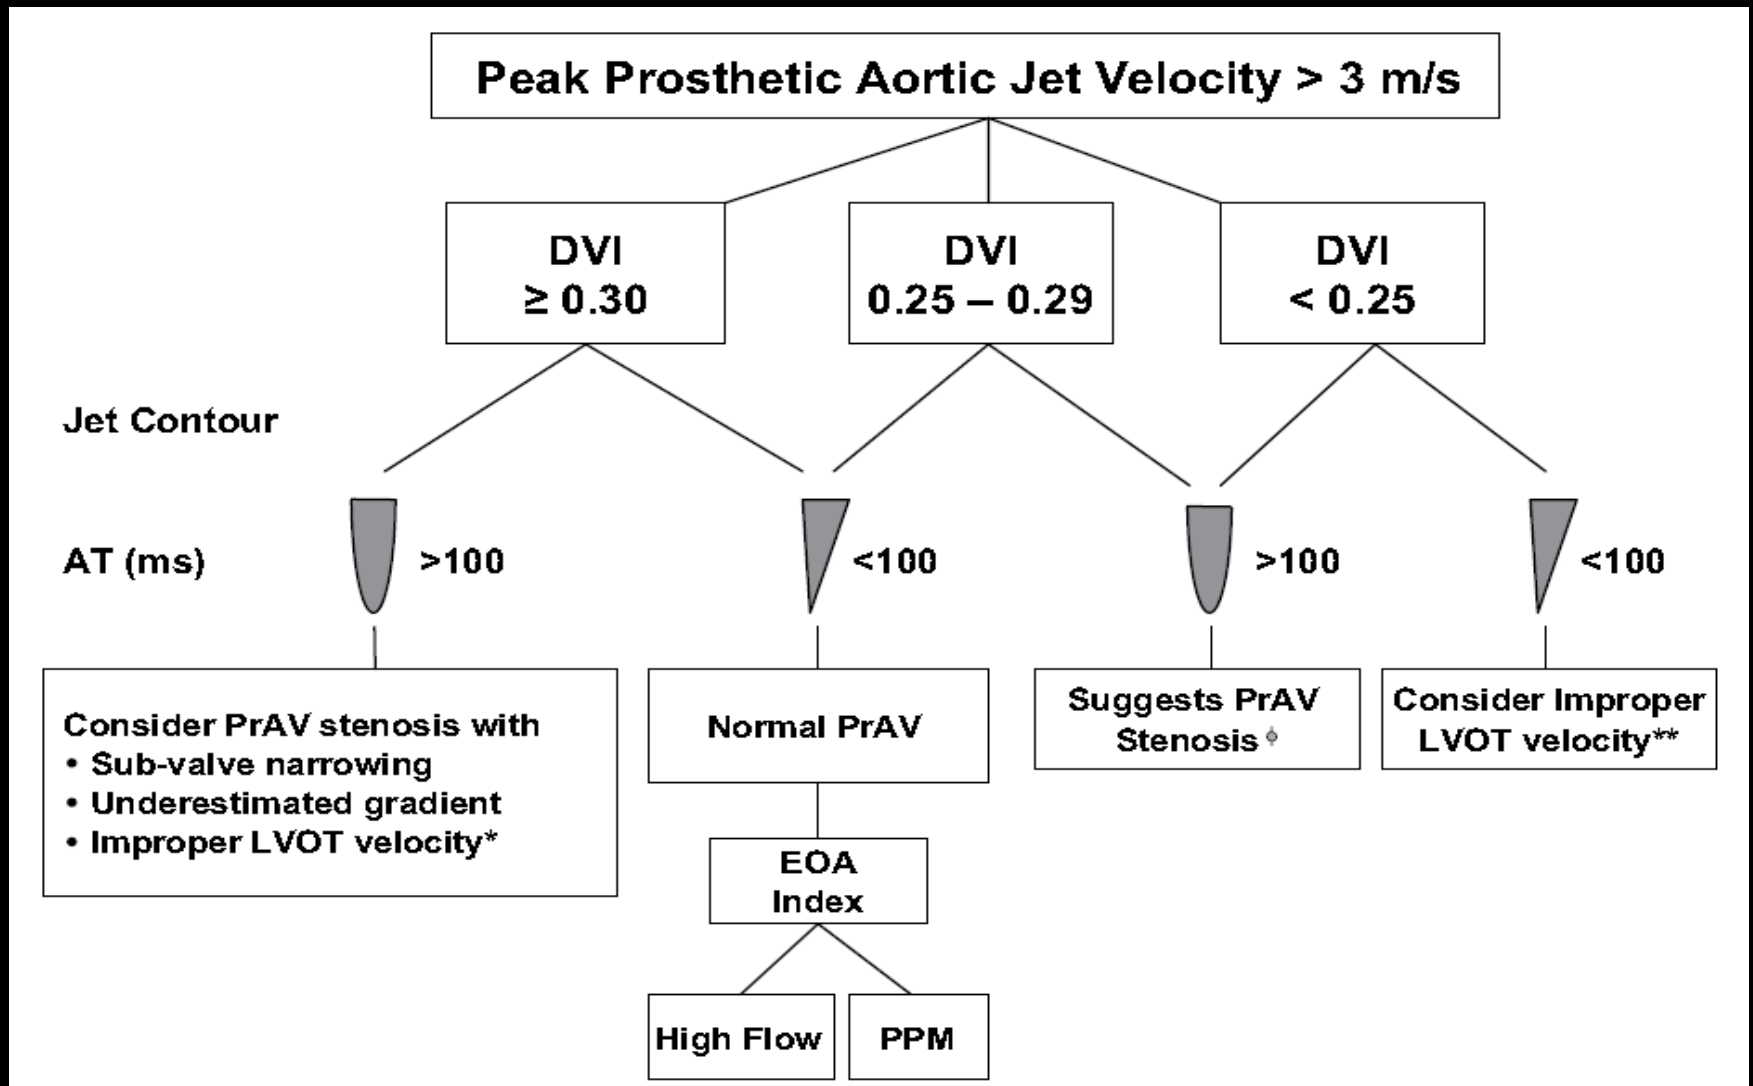 Peak Prosthetic Aortic Jet Velocity > 3 m/s
DVI
≥ 0.30
DVI
0.25 – 0.29
DVI
< 0.25
Jet Contour
AT (ms)
>100
<100
>100
<100
Consider PrAV stenosis with
• Sub-valve narrowing
• Underestimated gradient
• Improper LVOT velocity*
Normal PrAV
Suggests PrAV
Stenosis ϕ
Consider Improper
LVOT velocity**
EOA
Index
High Flow
PPM